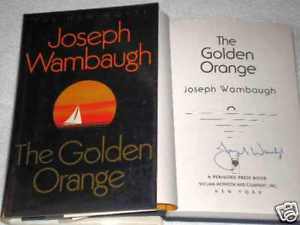 Joseph
Wambaugh
The Golden
Orange
The
Golden
Orange
Joseph Wambaugh
A PERIGORD PRESS BOOK
WILLIAM MORROW AND COMPANY, INC.
NEW YORK